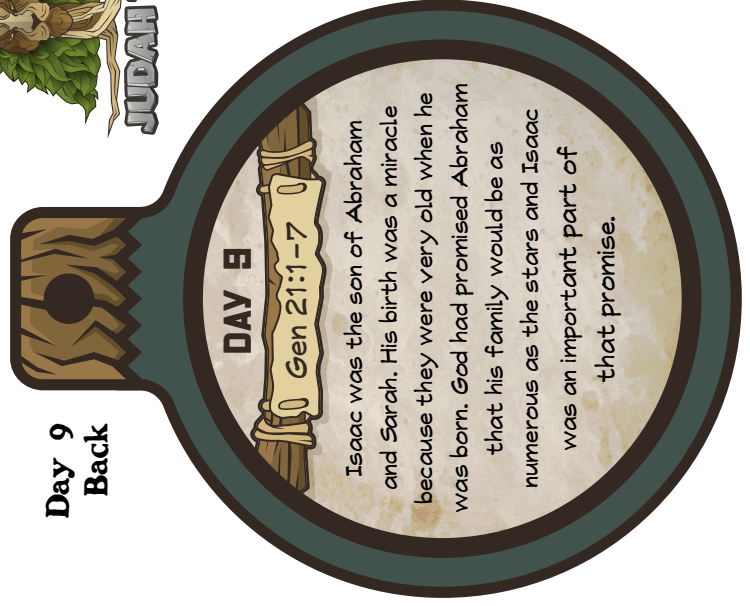 JUDAH
Day 9
Back
DAY 9
Gen 21:1-7
Isaac was the son of Abraham
and Sarah. His birth was a miracle
because they were very old when he
was born. God had promised Abraham
that his family would be as
numerous as the stars and Isaac
was an important part of
that promise.